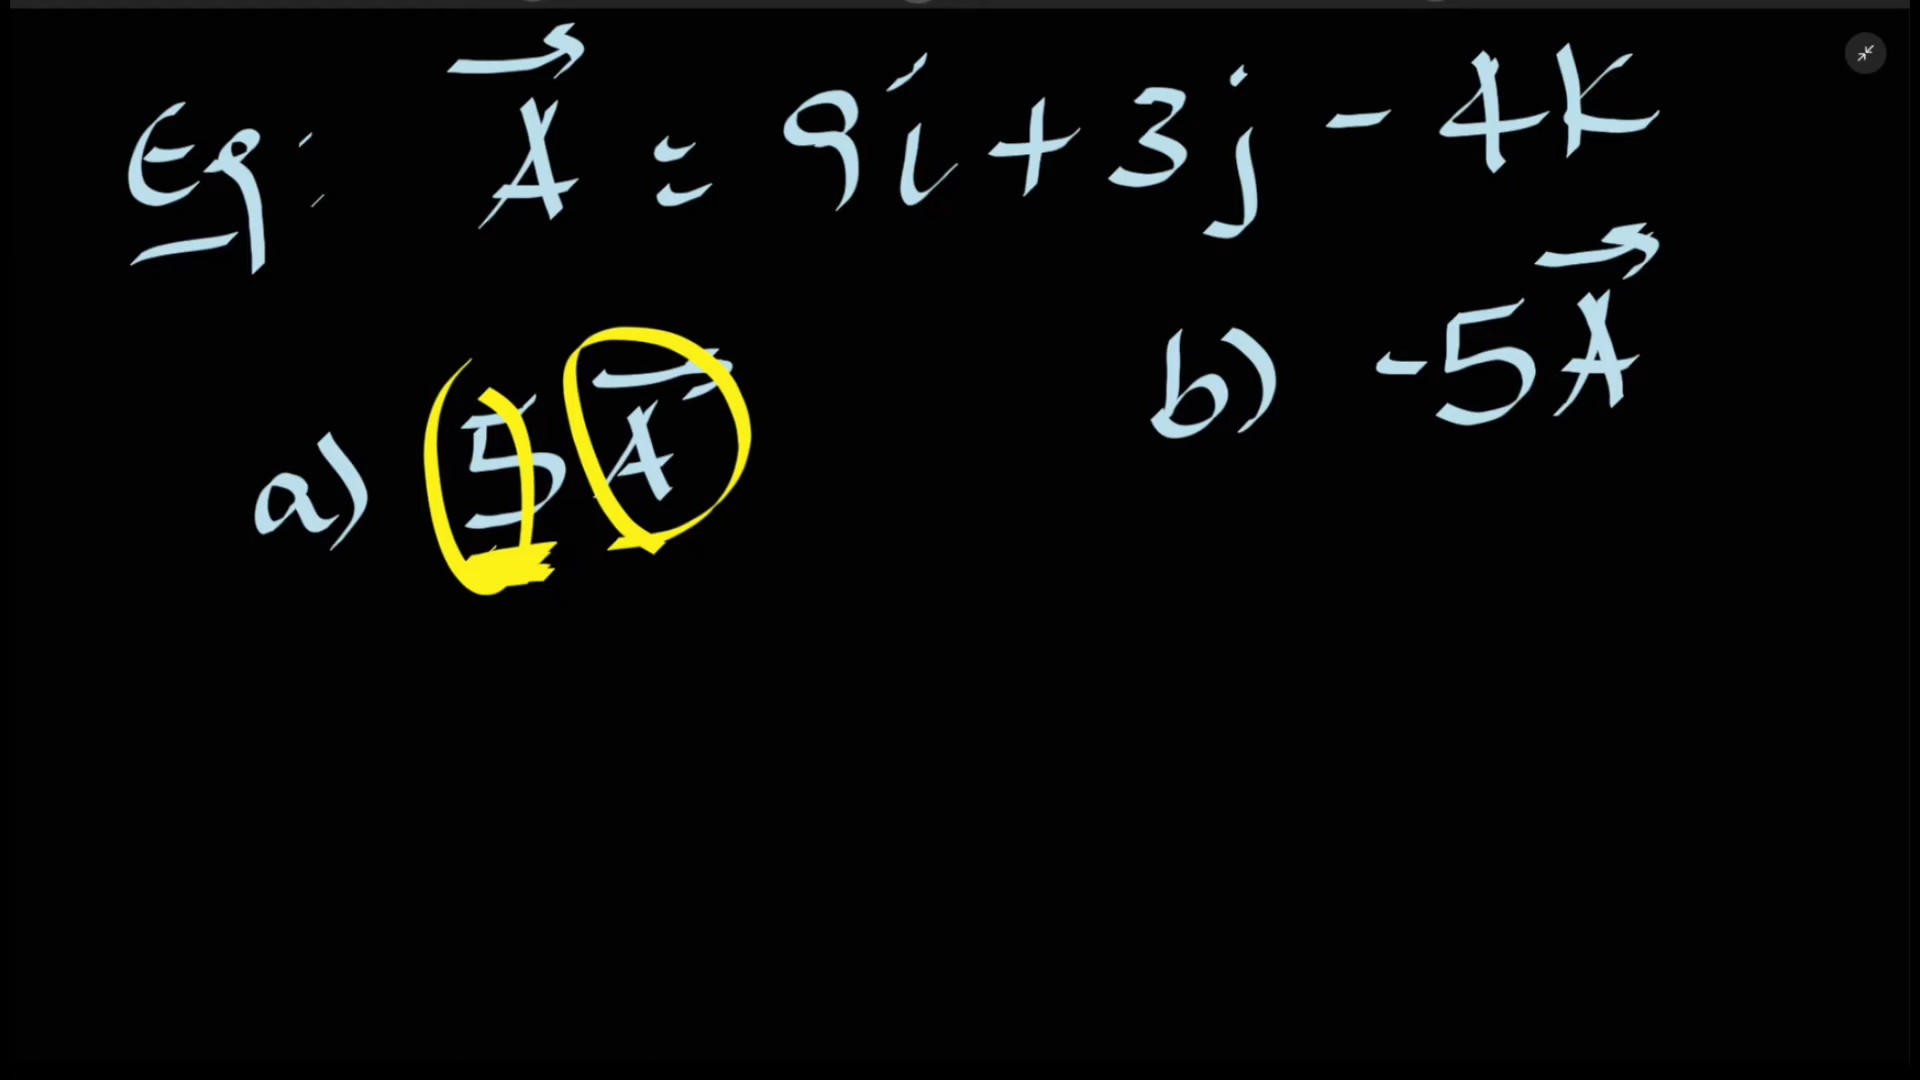 Eg: A⃗ = 9i + 3j - 4k
a) 5A⃗
b) -5A⃗